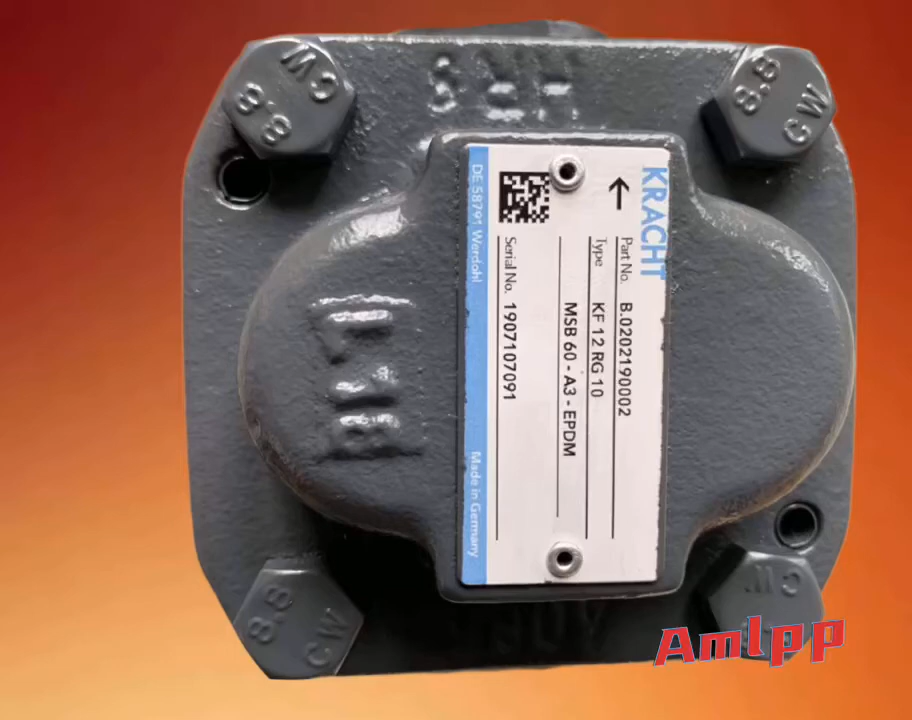 KRACHT
Part No. B.0202190002
Type KF 12 RG 10
MSB 60 - A3 - EPDM
Serial No. 1907107091
DE 58791 Werdohl
Made in Germany
8.8 CW
8.8 CW
8.8 CW
CW
Amlpp